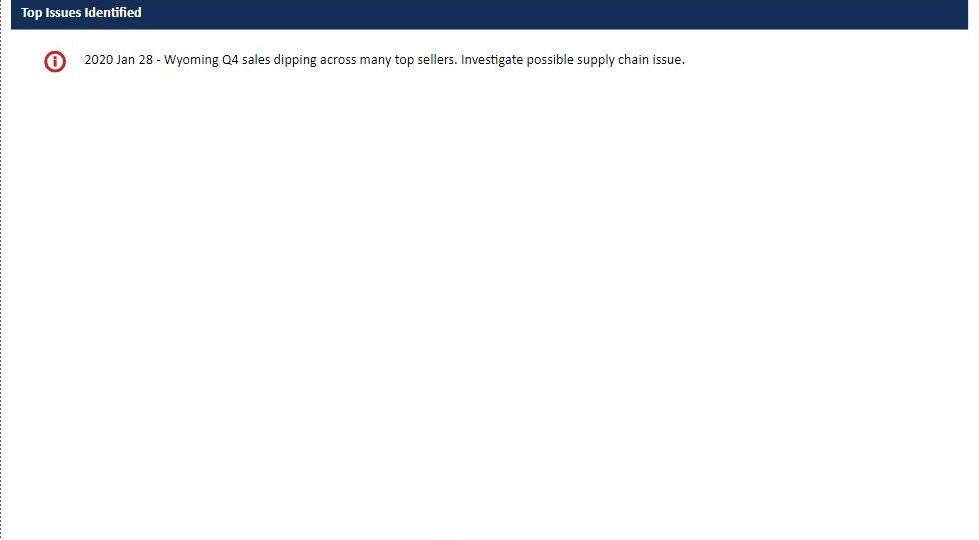 Top Issues Identified
2020 Jan 28 - Wyoming Q4 sales dipping across many top sellers. Investigate possible supply chain issue.